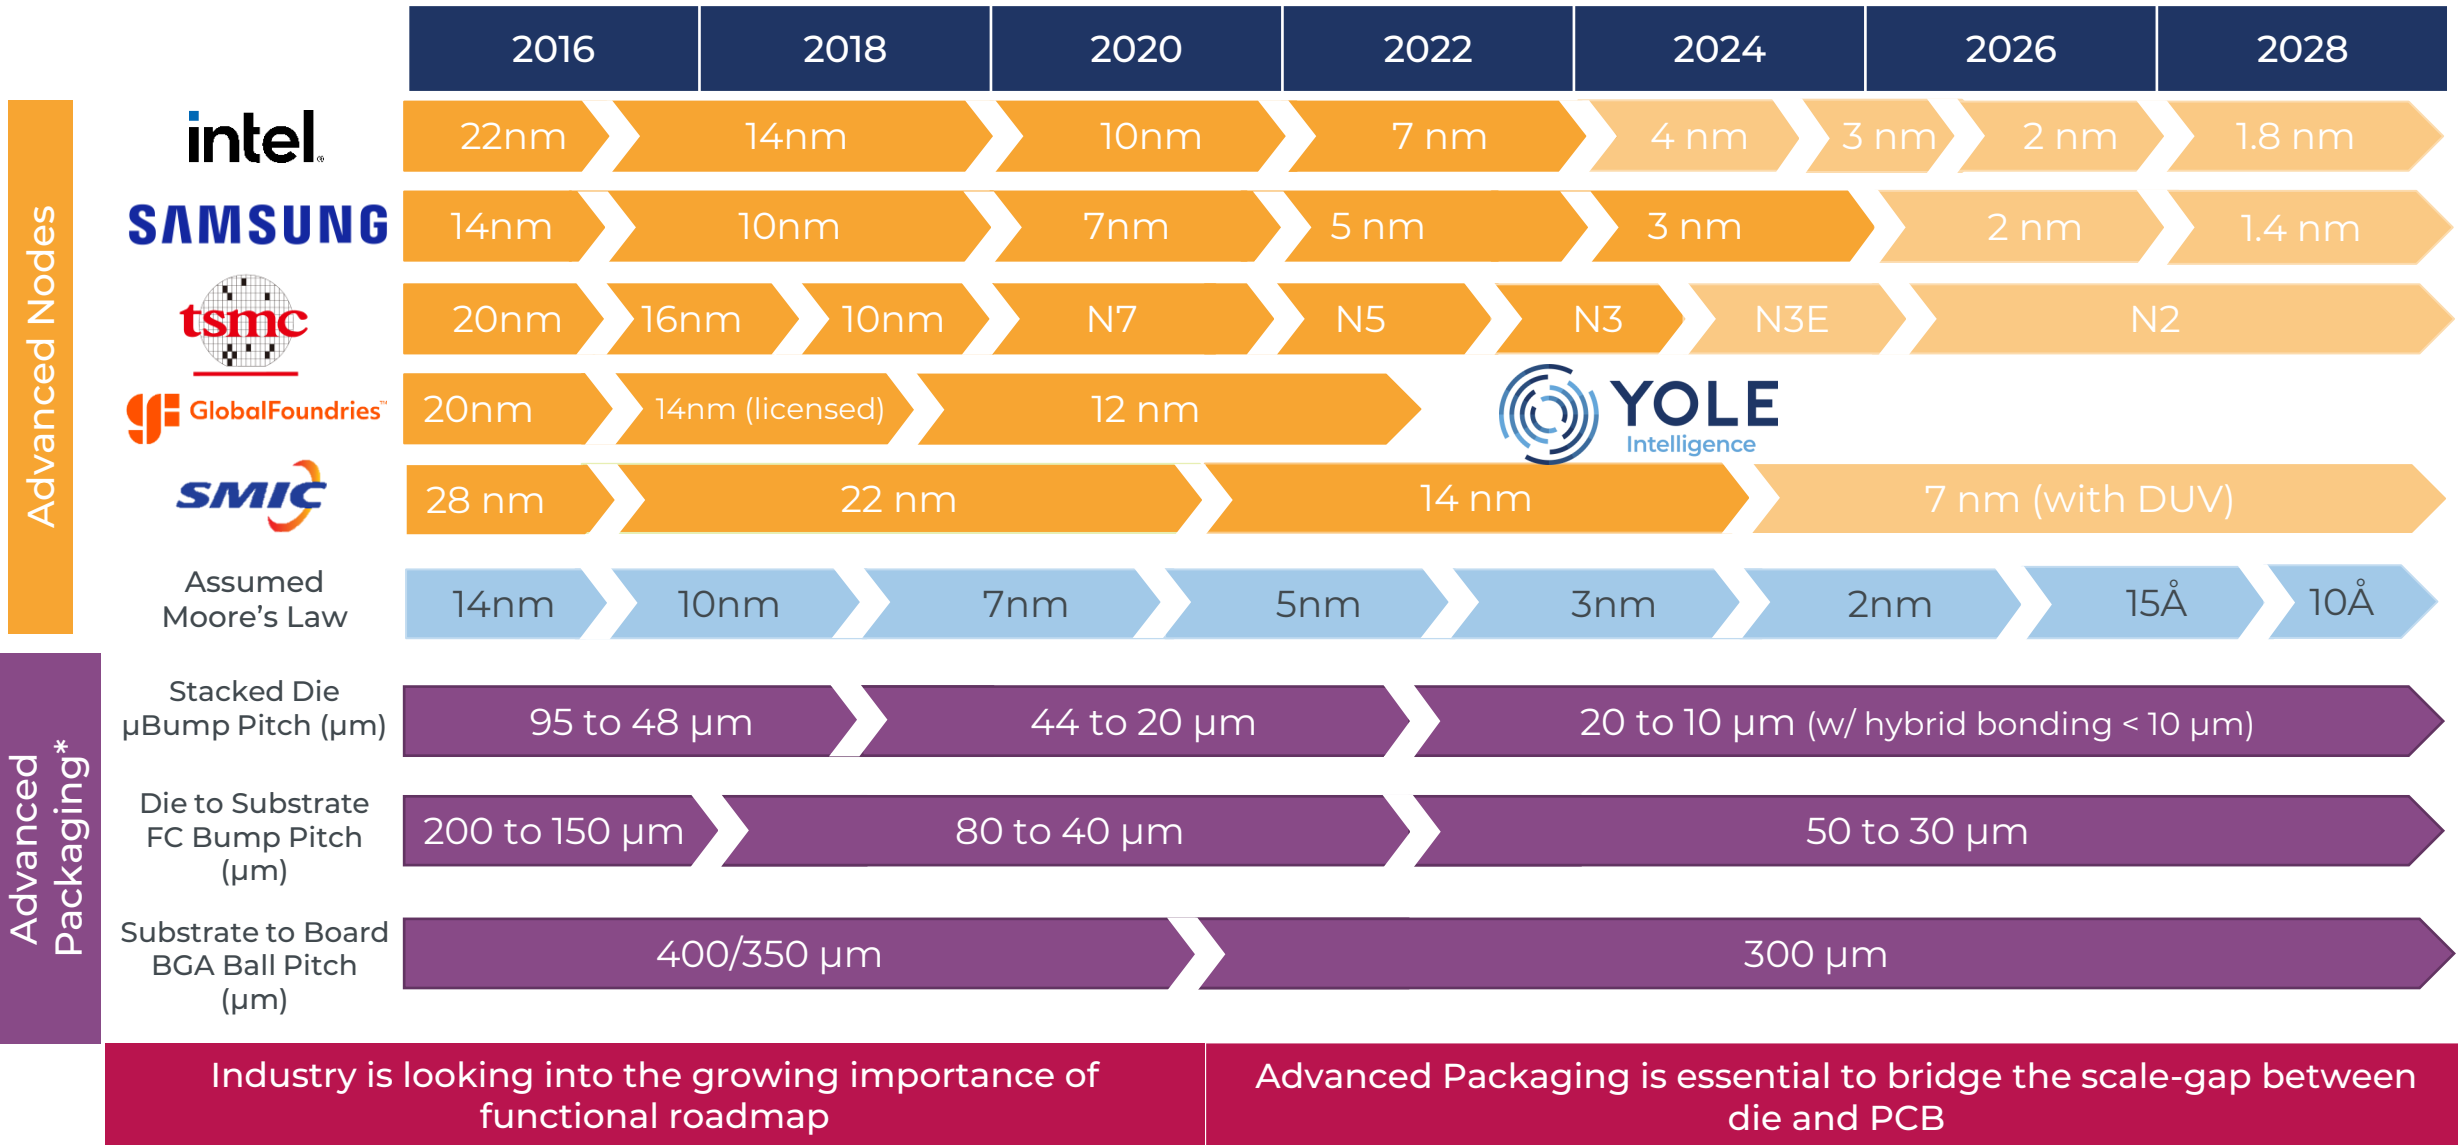 2016 2018 2020 2022 2024 2026 2028
Advanced Nodes
intel®
22nm 14nm 10nm 7 nm 4 nm 3 nm 2 nm 1.8 nm
SAMSUNG
14nm 10nm 7nm 5 nm 3 nm 2 nm 1.4 nm
tsmc
20nm 16nm 10nm N7 N5 N3 N3E N2
GlobalFoundries™
20nm 14nm (licensed) 12 nm
YOLE
Intelligence
SMIC
28 nm 22 nm 14 nm 7 nm (with DUV)
Assumed
Moore's Law
14nm 10nm 7nm 5nm 3nm 2nm 15Å 10Å
Advanced
Packaging*
Stacked Die
µBump Pitch (µm)
95 to 48 µm 44 to 20 µm 20 to 10 µm (w/ hybrid bonding < 10 µm)
Die to Substrate
FC Bump Pitch
(µm)
200 to 150 µm 80 to 40 µm 50 to 30 µm
Substrate to Board
BGA Ball Pitch
(µm)
400/350 µm 300 µm
Industry is looking into the growing importance of
functional roadmap
Advanced Packaging is essential to bridge the scale-gap between
die and PCB